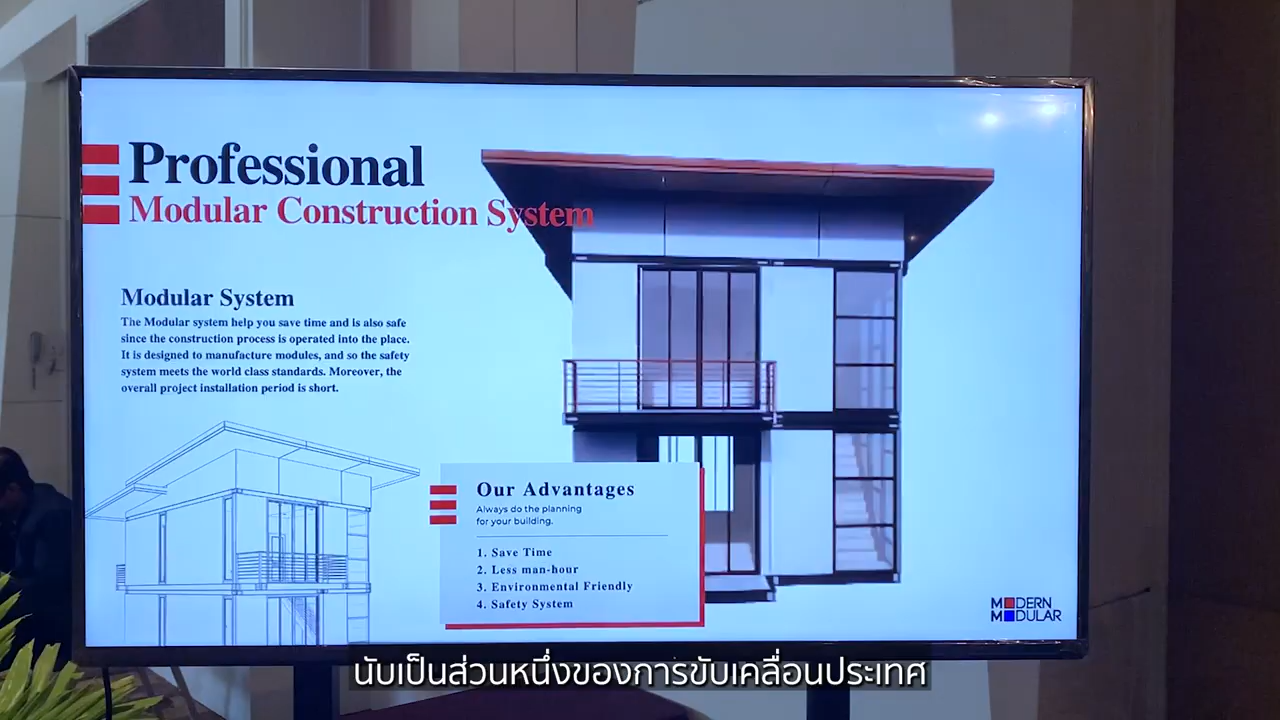 Professional
Modular Construction System
Modular System
The Modular system help you save time and is also safe
since the construction process is operated into the place.
It is designed to manufacture modules, and so the safety
system meets the world class standards. Moreover, the
overall project installation period is short.
Our Advantages
Always do the planning
for your building.
1. Save Time
2. Less man-hour
3. Environmental Friendly
4. Safety System
MODERN
MODULAR
นับเป็นส่วนหนึ่งของการขับเคลื่อนประเทศ